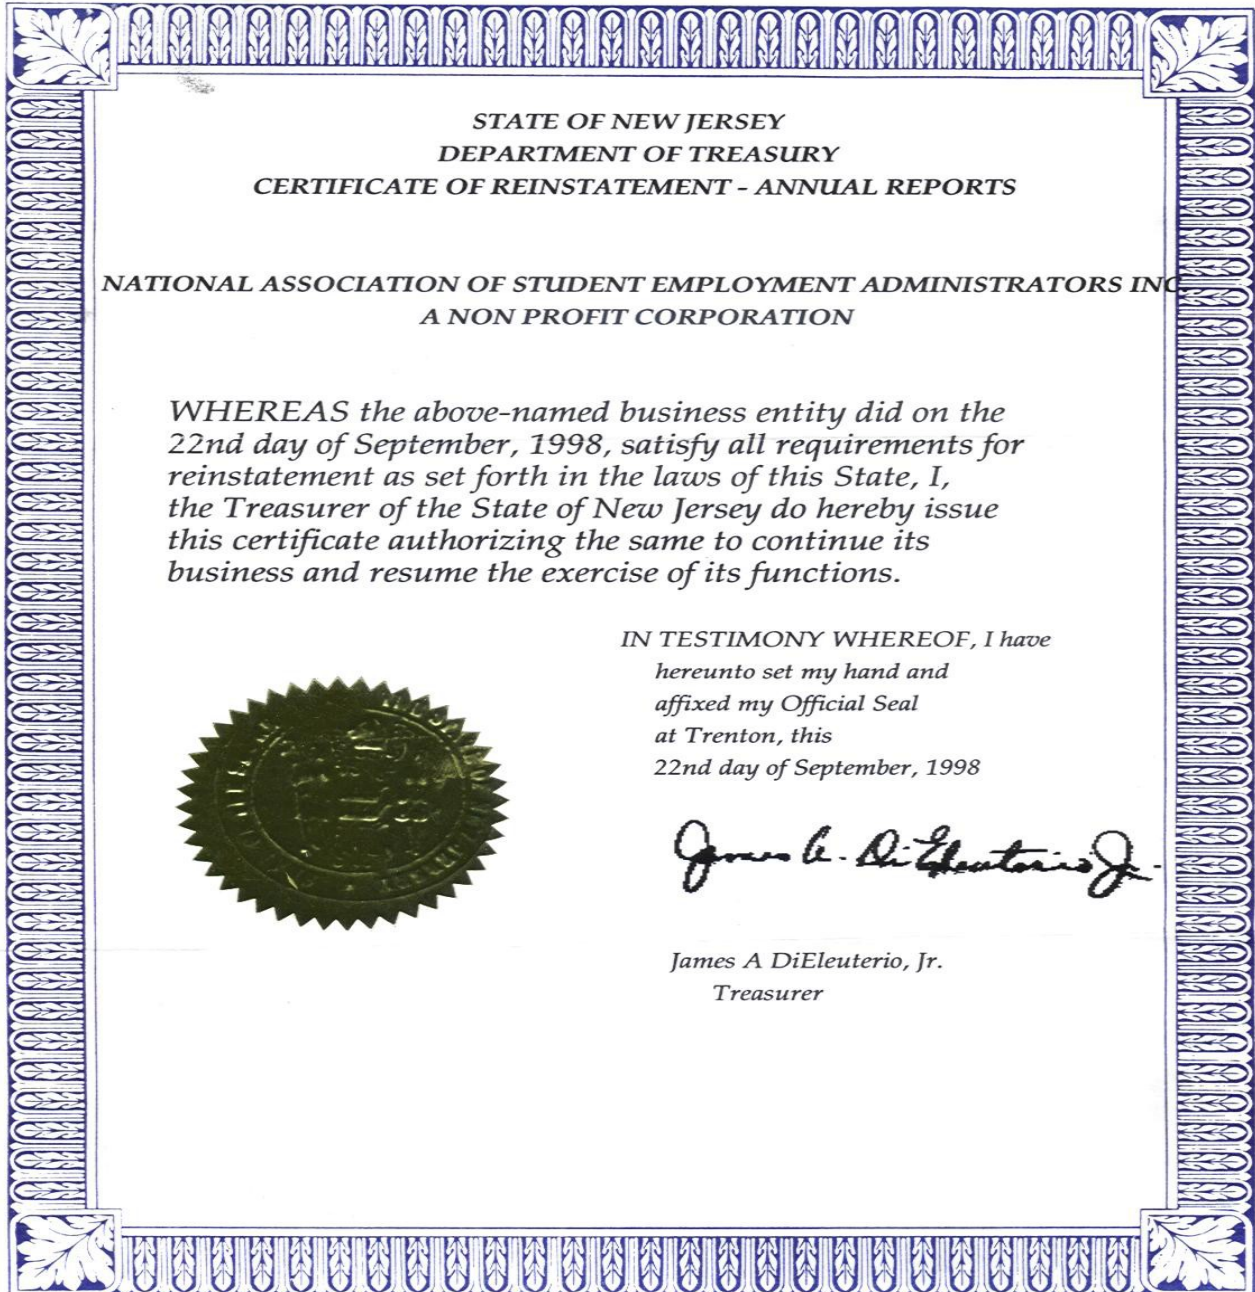 STATE OF NEW JERSEY
DEPARTMENT OF TREASURY
CERTIFICATE OF REINSTATEMENT - ANNUAL REPORTS
NATIONAL ASSOCIATION OF STUDENT EMPLOYMENT ADMINISTRATORS INC
A NON PROFIT CORPORATION
WHEREAS the above-named business entity did on the
22nd day of September, 1998, satisfy all requirements for
reinstatement as set forth in the laws of this State, I,
the Treasurer of the State of New Jersey do hereby issue
this certificate authorizing the same to continue its
business and resume the exercise of its functions.
IN TESTIMONY WHEREOF, I have
hereunto set my hand and
affixed my Official Seal
at Trenton, this
22nd day of September, 1998
James A. DiEleuterio Jr.
James A DiEleuterio, Jr.
Treasurer